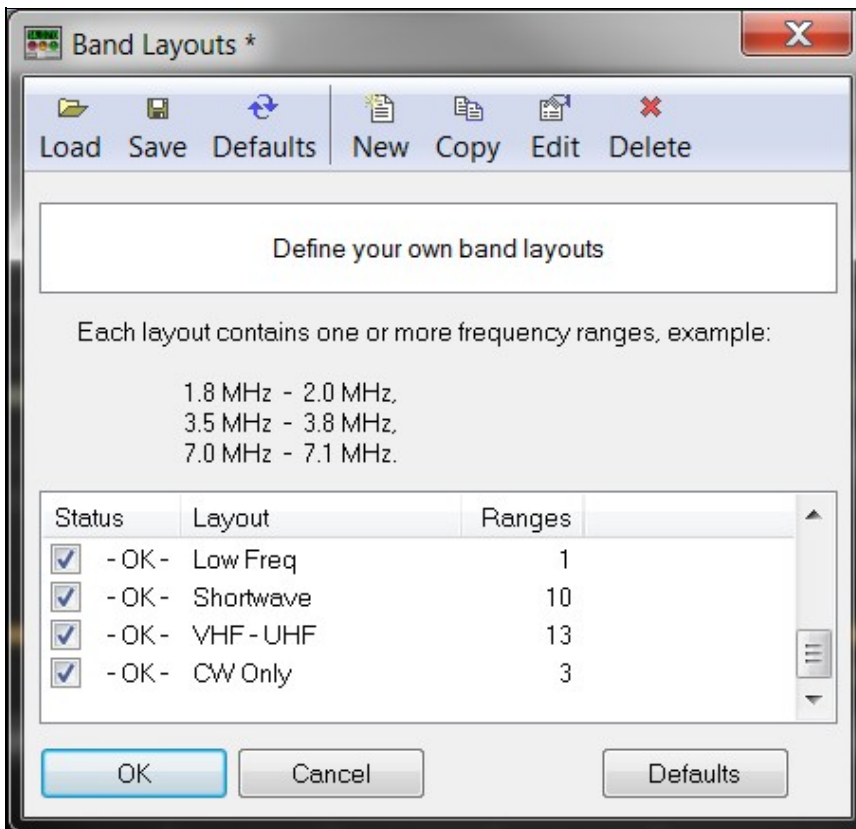 Band Layouts *
Load Save Defaults New Copy Edit Delete
Define your own band layouts
Each layout contains one or more frequency ranges, example:
1.8 MHz - 2.0 MHz,
3.5 MHz - 3.8 MHz,
7.0 MHz - 7.1 MHz.
Status Layout Ranges
-OK- Low Freq 1
-OK- Shortwave 10
-OK- VHF-UHF 13
-OK- CW Only 3
OK Cancel Defaults